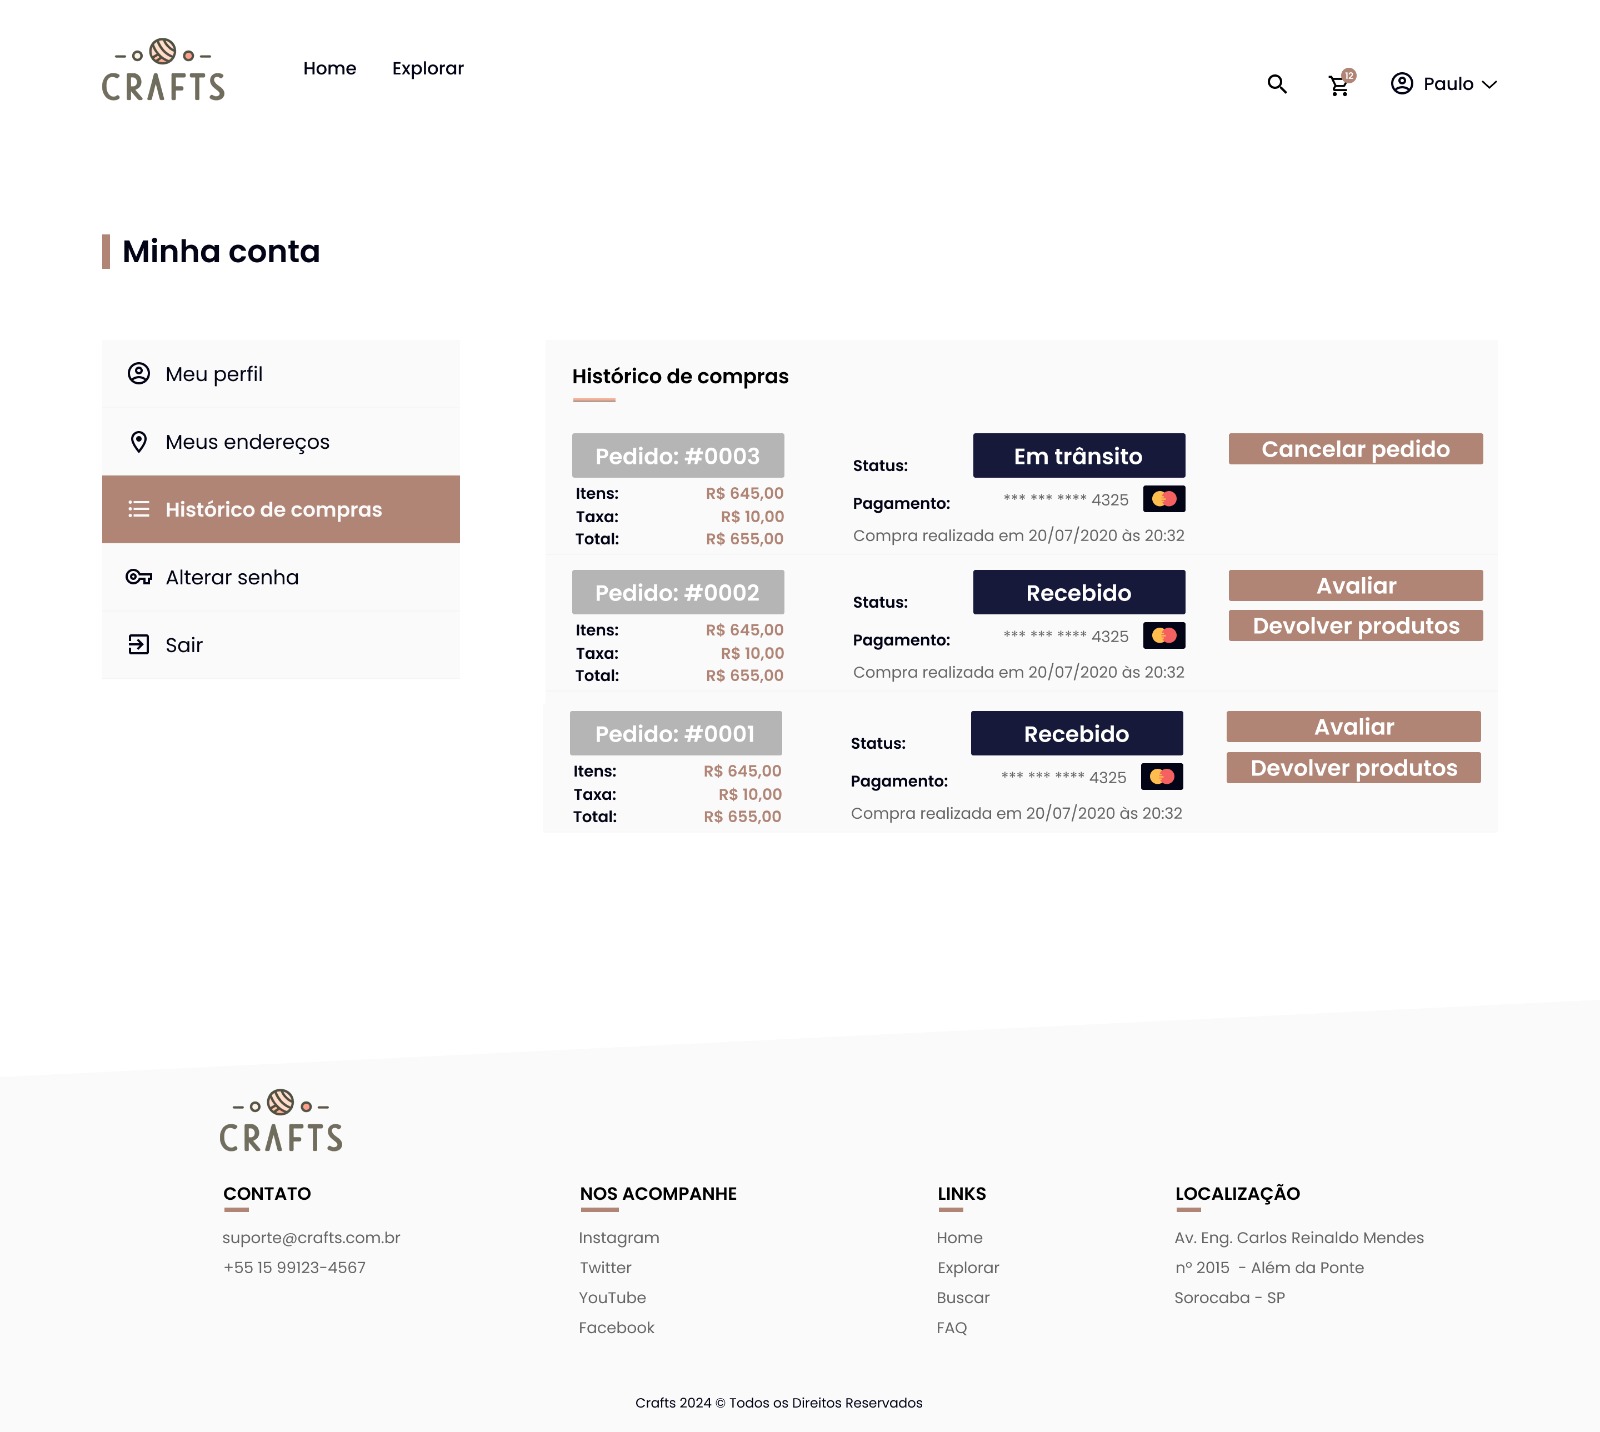 CRAFTS
Home Explorar
12
Paulo
Minha conta
Meu perfil
Meus endereços
Histórico de compras
Alterar senha
Sair
Histórico de compras
Pedido: #0003
Itens: R$ 645,00
Taxa: R$ 10,00
Total: R$ 655,00
Status: Em trânsito
Pagamento: *** *** **** 4325
Compra realizada em 20/07/2020 às 20:32
Cancelar pedido
Pedido: #0002
Itens: R$ 645,00
Taxa: R$ 10,00
Total: R$ 655,00
Status: Recebido
Pagamento: *** *** **** 4325
Compra realizada em 20/07/2020 às 20:32
Avaliar
Devolver produtos
Pedido: #0001
Itens: R$ 645,00
Taxa: R$ 10,00
Total: R$ 655,00
Status: Recebido
Pagamento: *** *** **** 4325
Compra realizada em 20/07/2020 às 20:32
Avaliar
Devolver produtos
CRAFTS
CONTATO
suporte@crafts.com.br
+55 15 99123-4567
NOS ACOMPANHE
Instagram
Twitter
YouTube
Facebook
LINKS
Home
Explorar
Buscar
FAQ
LOCALIZAÇÃO
Av. Eng. Carlos Reinaldo Mendes
nº 2015 - Além da Ponte
Sorocaba - SP
Crafts 2024 © Todos os Direitos Reservados